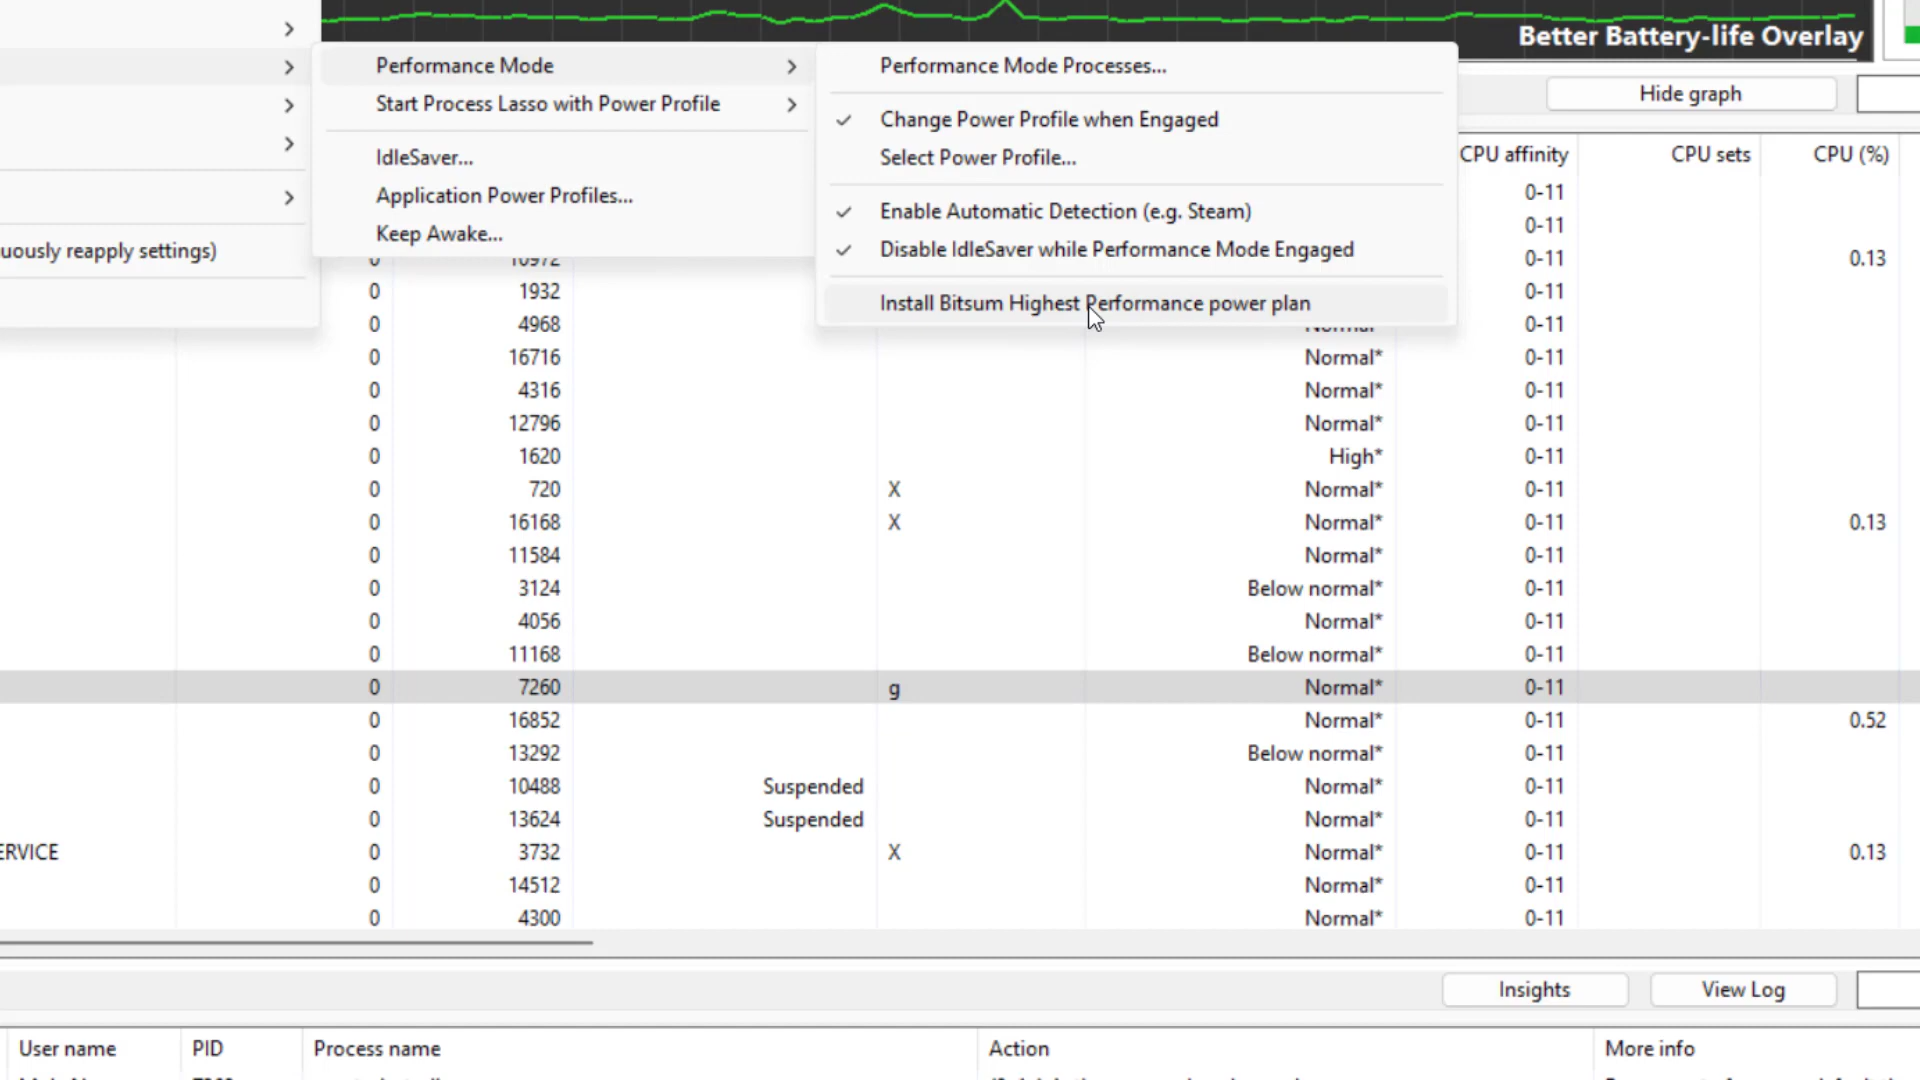 Better Battery-life Overlay
Performance Mode
Start Process Lasso with Power Profile
IdleSaver...
Application Power Profiles...
Keep Awake...
Performance Mode Processes...
Change Power Profile when Engaged
Select Power Profile...
Enable Automatic Detection (e.g. Steam)
Disable IdleSaver while Performance Mode Engaged
Install Bitsum Highest Performance power plan
uously reapply settings)
Hide graph
CPU affinity CPU sets CPU (%)
0-11
0-11
0 10972 0-11 0.13
0 1932 0-11
0 4968 Normal 0-11
0 16716 Normal* 0-11
0 4316 Normal* 0-11
0 12796 Normal* 0-11
0 1620 High* 0-11
0 720 X Normal* 0-11
0 16168 X Normal* 0-11 0.13
0 11584 Normal* 0-11
0 3124 Below normal* 0-11
0 4056 Normal* 0-11
0 11168 Below normal* 0-11
0 7260 g Normal* 0-11
0 16852 Normal* 0-11 0.52
0 13292 Below normal* 0-11
0 10488 Suspended Normal* 0-11
0 13624 Suspended Normal* 0-11
ERVICE 0 3732 X Normal* 0-11 0.13
0 14512 Normal* 0-11
0 4300 Normal* 0-11
Insights View Log
User name PID Process name Action More info